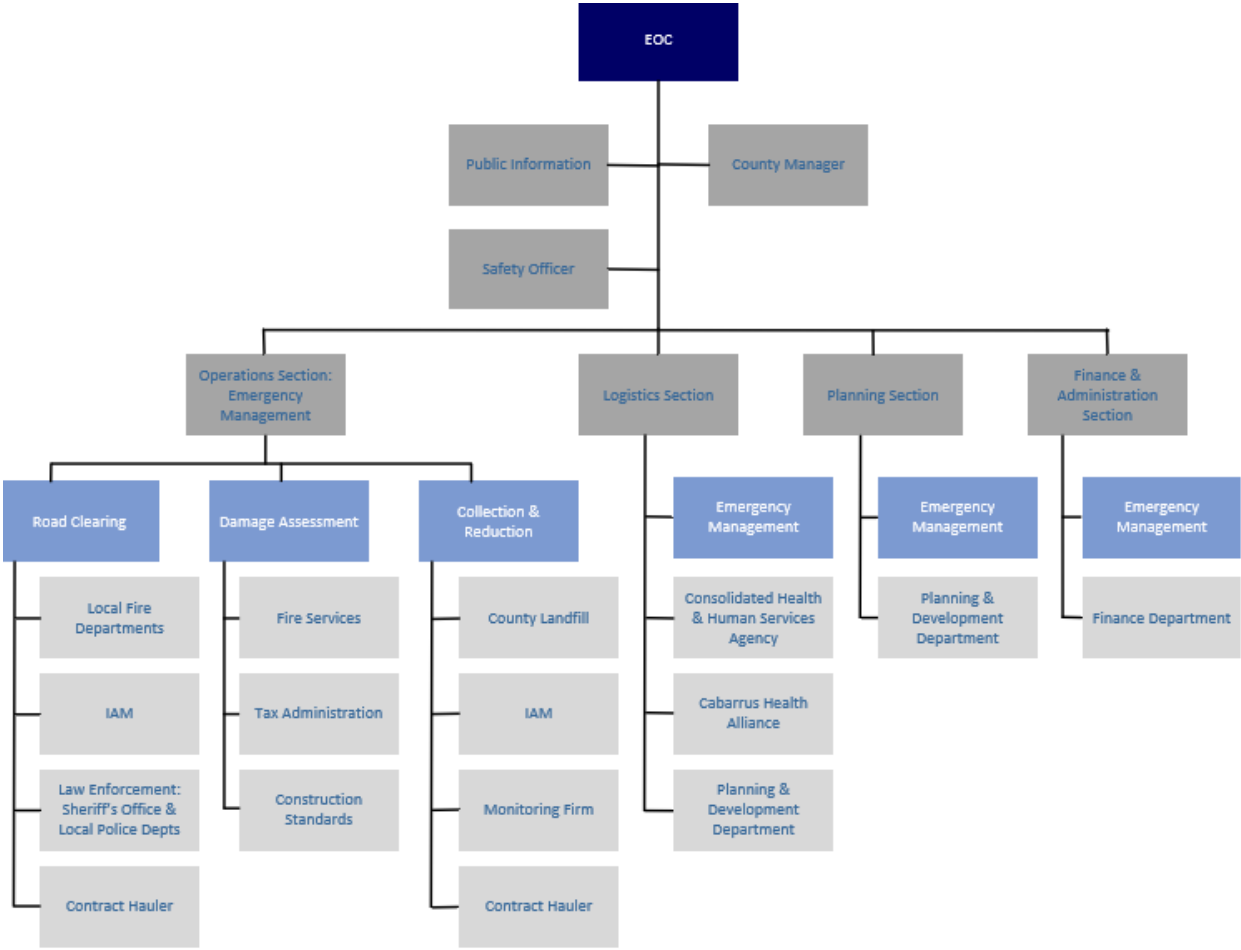 EOC
Public Information
County Manager
Safety Officer
Operations Section:
Emergency
Management
Logistics Section
Planning Section
Finance &
Administration
Section
Road Clearing
Local Fire
Departments
IAM
Law Enforcement:
Sheriff's Office &
Local Police Depts
Contract Hauler
Damage Assessment
Fire Services
Tax Administration
Construction
Standards
Collection &
Reduction
County Landfill
IAM
Monitoring Firm
Contract Hauler
Emergency
Management
Consolidated Health
& Human Services
Agency
Cabarrus Health
Alliance
Planning &
Development
Department
Emergency
Management
Planning &
Development
Department
Emergency
Management
Finance Department